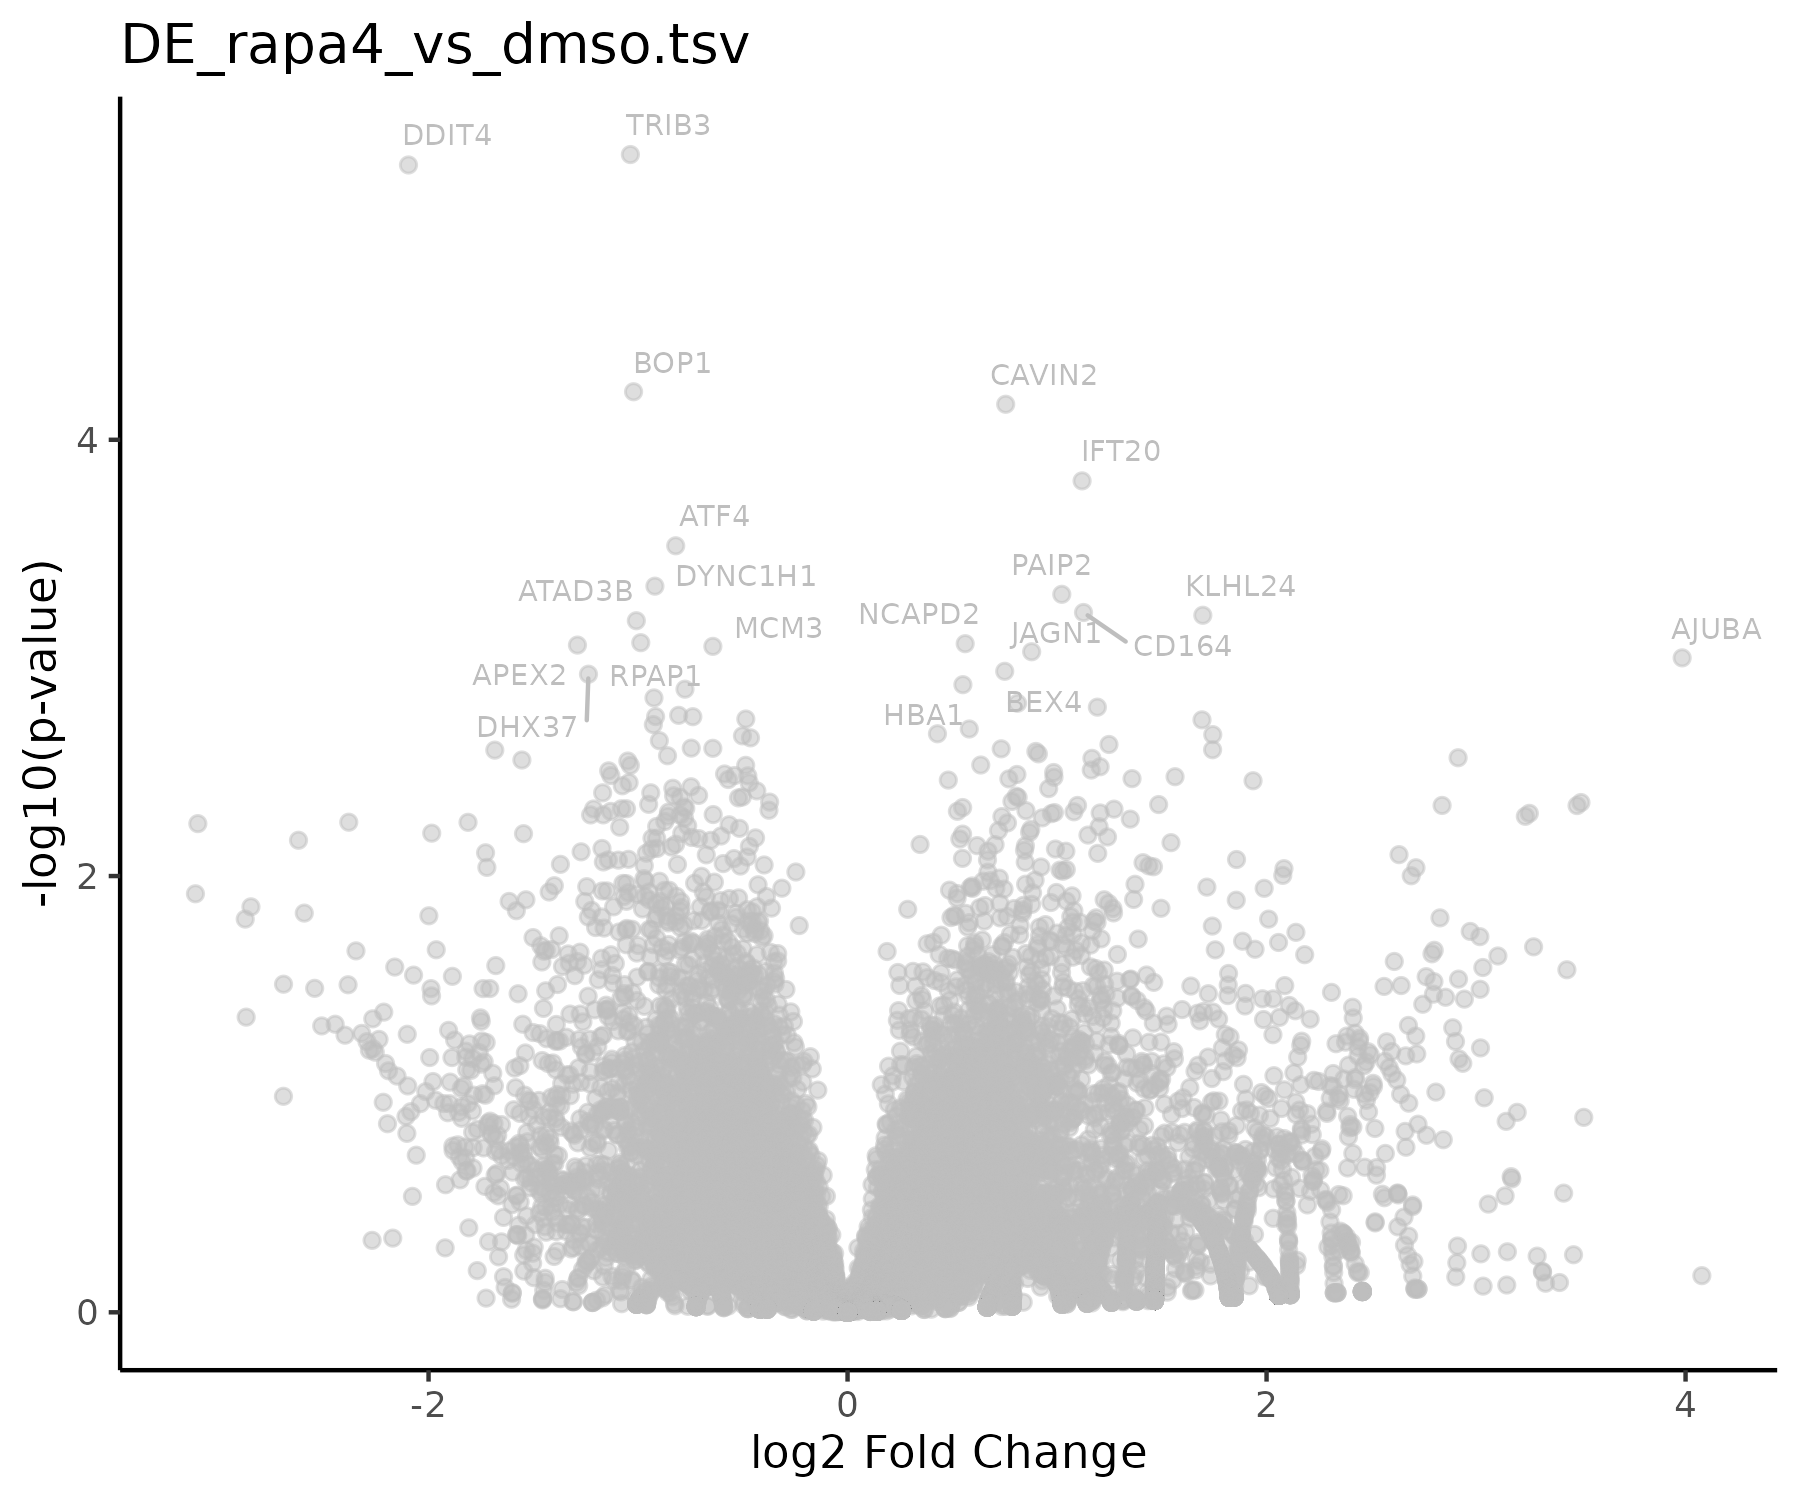 DE_rapa4_vs_dmso.tsv
DDIT4
TRIB3
BOP1
CAVIN2
IFT20
ATF4
PAIP2
DYNC1H1
ATAD3B
KLHL24
NCAPD2
MCM3
JAGN1
AJUBA
CD164
APEX2
RPAP1
BEX4
HBA1
DHX37
4
2
0
-log10(p-value)
-2
0
2
4
log2 Fold Change